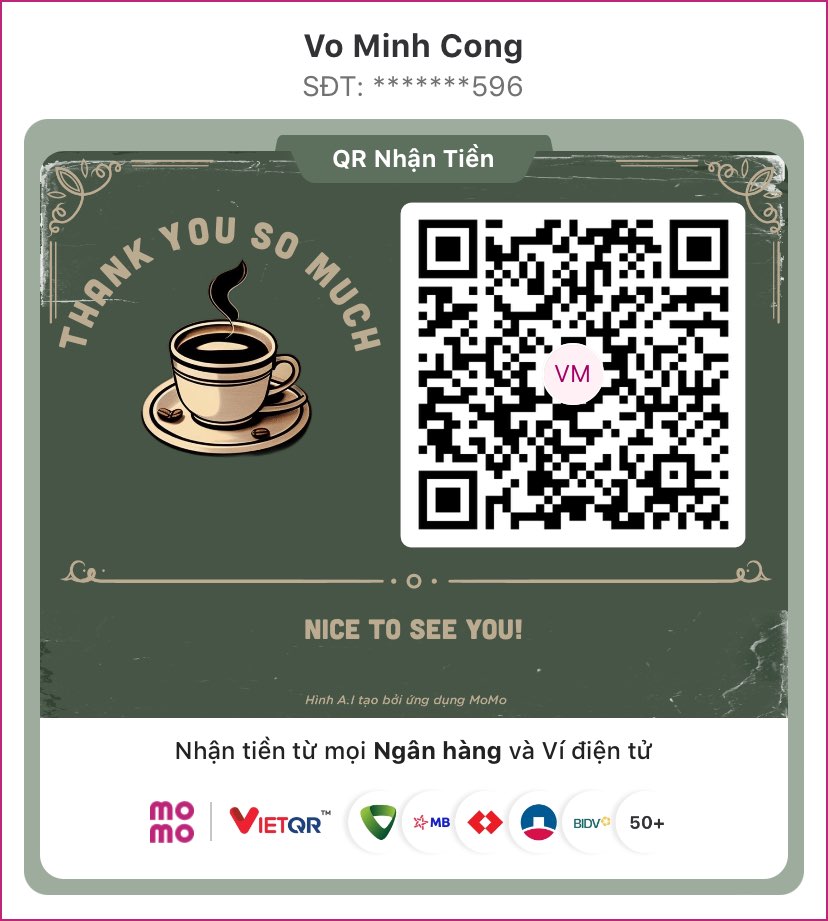 Vo Minh Cong
SĐT: *******596
QR Nhận Tiền
THANK YOU SO MUCH
VM
NICE TO SEE YOU!
Hình A.I tạo bởi ứng dụng MoMo
Nhận tiền từ mọi Ngân hàng và Ví điện tử
mo
mo
VIETQR™
MB
BIDV
50+